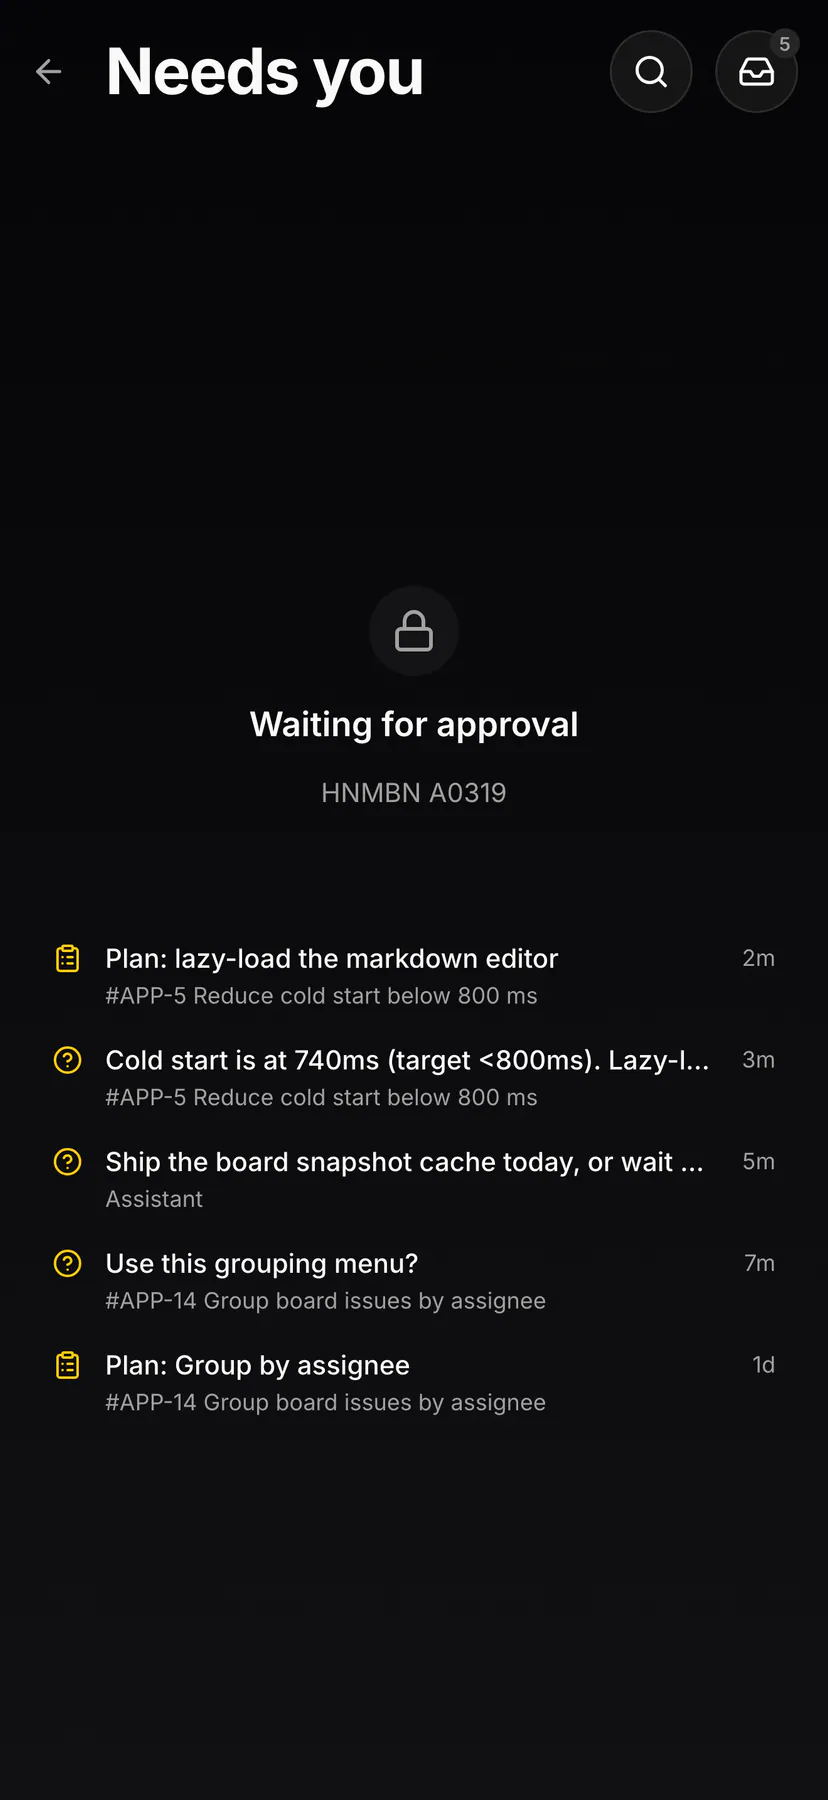 Needs you
5
Waiting for approval
HNMBN A0319
Plan: lazy-load the markdown editor
2m
#APP-5 Reduce cold start below 800 ms
Cold start is at 740ms (target <800ms). Lazy-l...
3m
#APP-5 Reduce cold start below 800 ms
Ship the board snapshot cache today, or wait ...
5m
Assistant
Use this grouping menu?
7m
#APP-14 Group board issues by assignee
Plan: Group by assignee
1d
#APP-14 Group board issues by assignee